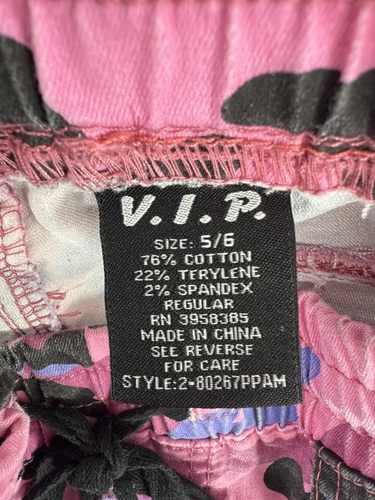 V.I.P.
SIZE: 5/6
76% COTTON
22% TERYLENE
2% SPANDEX
REGULAR
RN 3958385
MADE IN CHINA
SEE REVERSE
FOR CARE
STYLE:2-80267PPAM